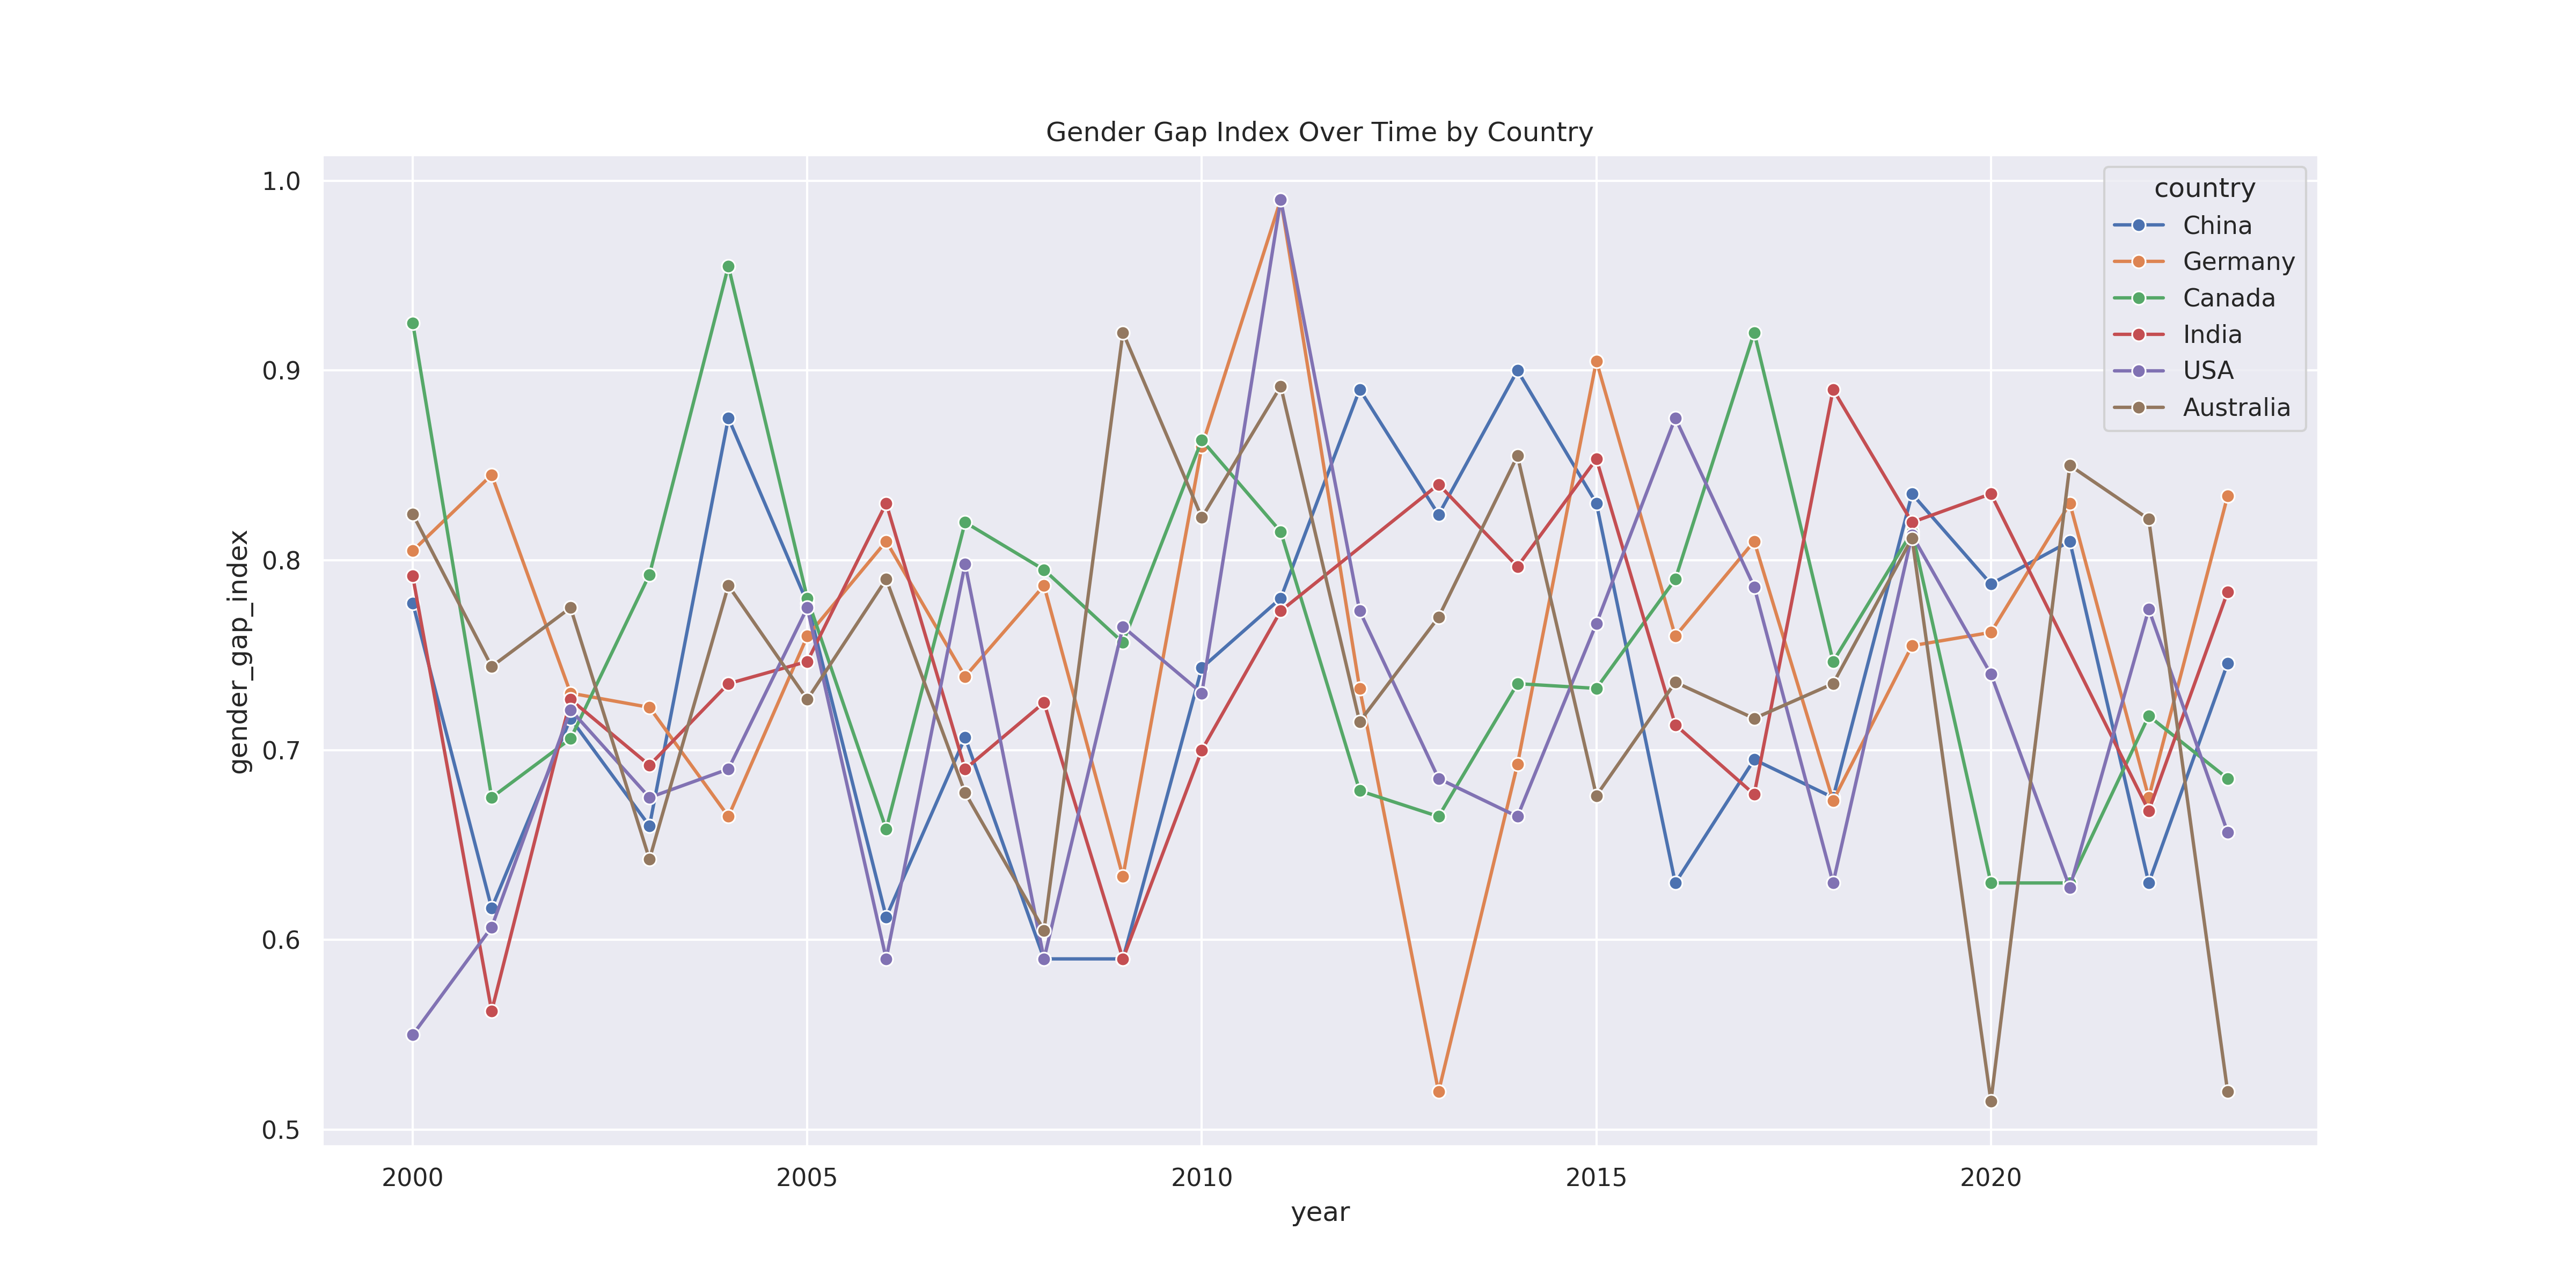 Gender Gap Index Over Time by Country
1.0
0.9
0.8
0.7
0.6
0.5
gender_gap_index
2000
2005
2010
2015
2020
year
country
China
Germany
Canada
India
USA
Australia